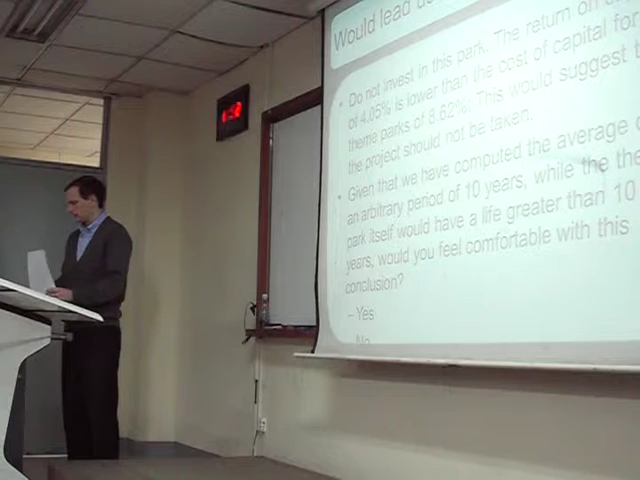 Would lead
Do not invest in this park. The return on
of 4.05% is lower than the cost of capital for
theme parks of 8.62%. This would suggest
the project should not be taken.
Given that we have computed the average
an arbitrary period of 10 years, while the
park itself would have a life greater than 10
years, would you feel comfortable with this
conclusion?
– Yes
– No